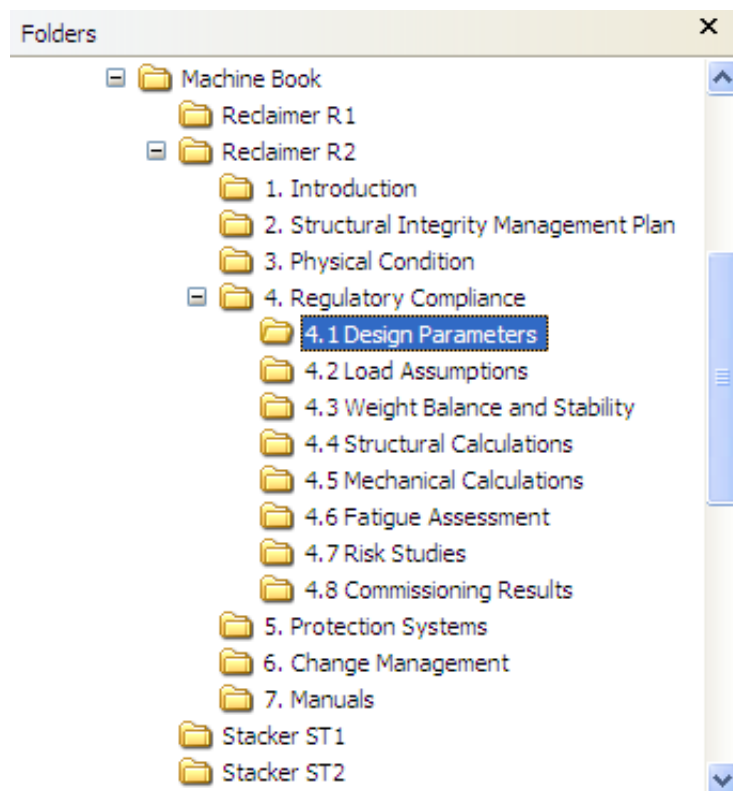 Folders
Machine Book
Reclaimer R1
Reclaimer R2
1. Introduction
2. Structural Integrity Management Plan
3. Physical Condition
4. Regulatory Compliance
4.1 Design Parameters
4.2 Load Assumptions
4.3 Weight Balance and Stability
4.4 Structural Calculations
4.5 Mechanical Calculations
4.6 Fatigue Assessment
4.7 Risk Studies
4.8 Commissioning Results
5. Protection Systems
6. Change Management
7. Manuals
Stacker ST1
Stacker ST2